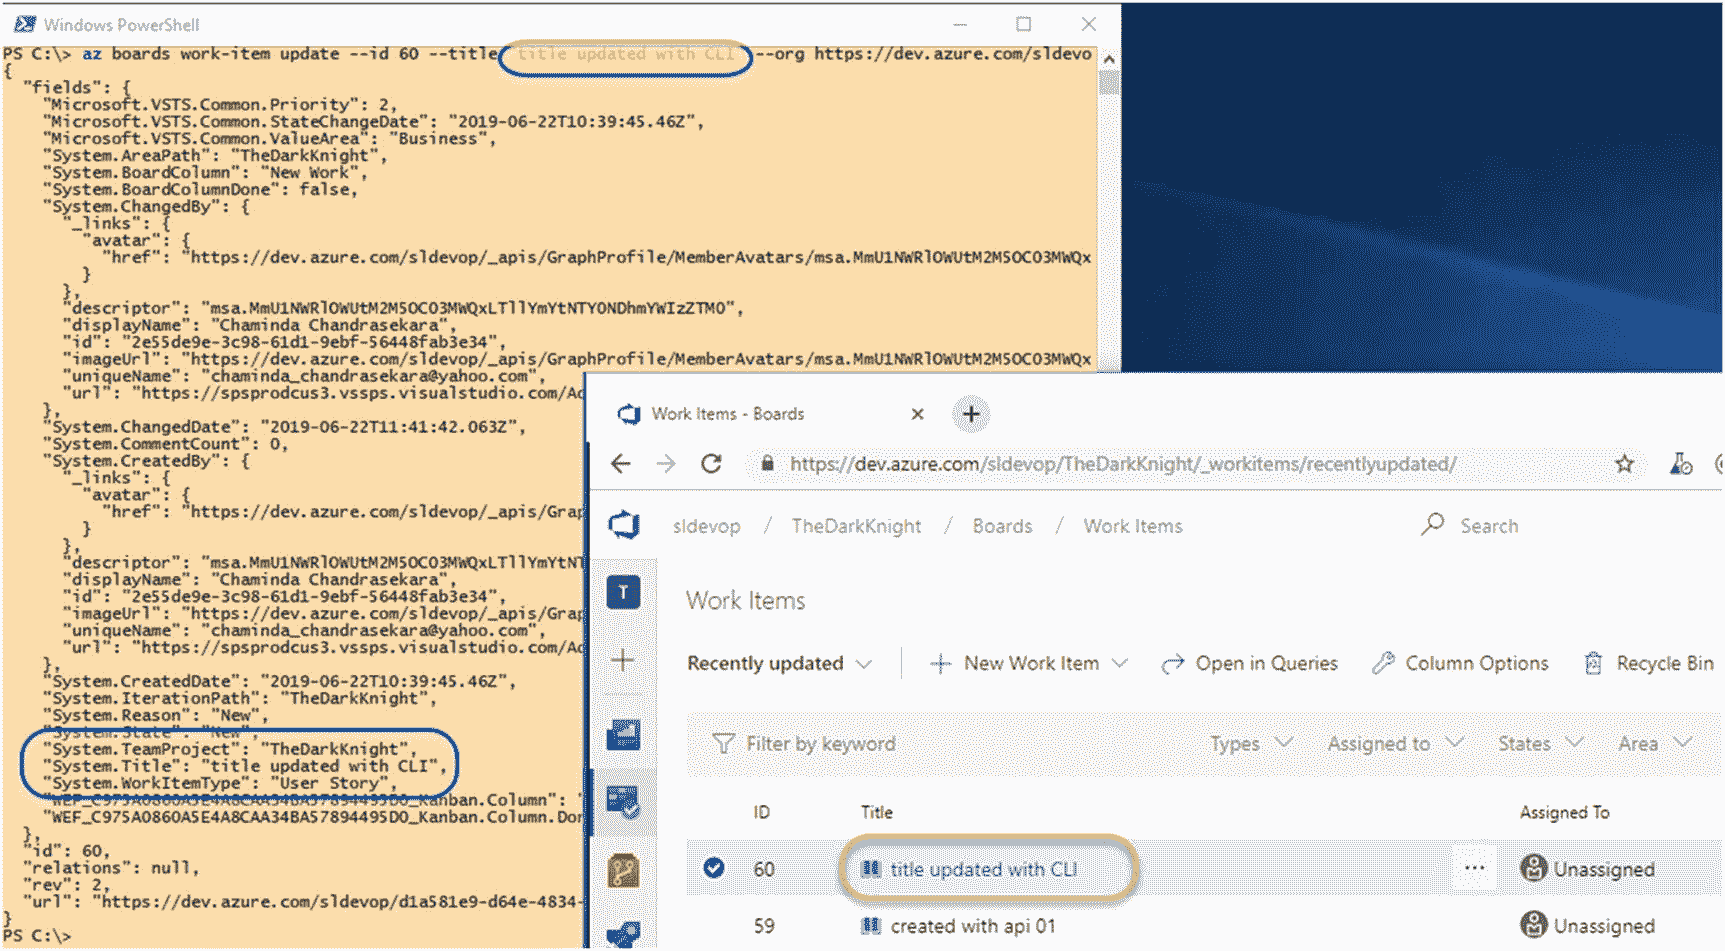 Windows PowerShell
PS C:\> az boards work-item update --id 60 --title 'title updated with CLI' --org https://dev.azure.com/sldevo
{
"fields": {
"Microsoft.VSTS.Common.Priority": 2,
"Microsoft.VSTS.Common.StateChangeDate": "2019-06-22T10:39:45.46Z",
"Microsoft.VSTS.Common.ValueArea": "Business",
"System.AreaPath": "TheDarkKnight",
"System.BoardColumn": "New Work",
"System.BoardColumnDone": false,
"System.ChangedBy": {
"_links": {
"avatar": {
"href": "https://dev.azure.com/sldevop/_apis/GraphProfile/MemberAvatars/msa.MmU1NWRlOWUtM2M5OC03MWQx
}
},
"descriptor": "msa.MmU1NWRlOWUtM2M5OC03MWQxLTllYmYtNTY0NDhmYWIzZTM0",
"displayName": "Chaminda Chandrasekara",
"id": "2e55de9e-3c98-61d1-9ebf-56448fab3e34",
"imageUrl": "https://dev.azure.com/sldevop/_apis/GraphProfile/MemberAvatars/msa.MmU1NWRlOWUtM2M5OC03MWQx
"uniqueName": "chaminda_chandrasekara@yahoo.com",
"url": "https://spsprodcus3.vssps.visualstudio.com/Ac
},
"System.ChangedDate": "2019-06-22T11:41:42.063Z",
"System.CommentCount": 0,
"System.CreatedBy": {
"_links": {
"avatar": {
"href": "https://dev.azure.com/sldevop/_apis/Grap
}
},
"descriptor": "msa.MmU1NWRlOWUtM2M5OC03MWQxLTllYmYtNT
"displayName": "Chaminda Chandrasekara",
"id": "2e55de9e-3c98-61d1-9ebf-56448fab3e34",
"imageUrl": "https://dev.azure.com/sldevop/_apis/Grap
"uniqueName": "chaminda_chandrasekara@yahoo.com",
"url": "https://spsprodcus3.vssps.visualstudio.com/Ac
},
"System.CreatedDate": "2019-06-22T10:39:45.46Z",
"System.IterationPath": "TheDarkKnight",
"System.Reason": "New",
"System.State": "New",
"System.TeamProject": "TheDarkKnight",
"System.Title": "title updated with CLI",
"System.WorkItemType": "User Story",
"WEF_C975A0860A5E4A8CAA34BA57894495D0_Kanban.Column": "
"WEF_C975A0860A5E4A8CAA34BA57894495D0_Kanban.Column.Don
},
"id": 60,
"relations": null,
"rev": 2,
"url": "https://dev.azure.com/sldevop/d1a581e9-d64e-4834-
}
PS C:\>
Work Items - Boards
https://dev.azure.com/sldevop/TheDarkKnight/_workitems/recentlyupdated/
sldevop / TheDarkKnight / Boards / Work Items Search
T
Work Items
Recently updated New Work Item Open in Queries Column Options Recycle Bin
Filter by keyword Types Assigned to States Area
ID Title Assigned To
60 title updated with CLI ... Unassigned
59 created with api 01 Unassigned